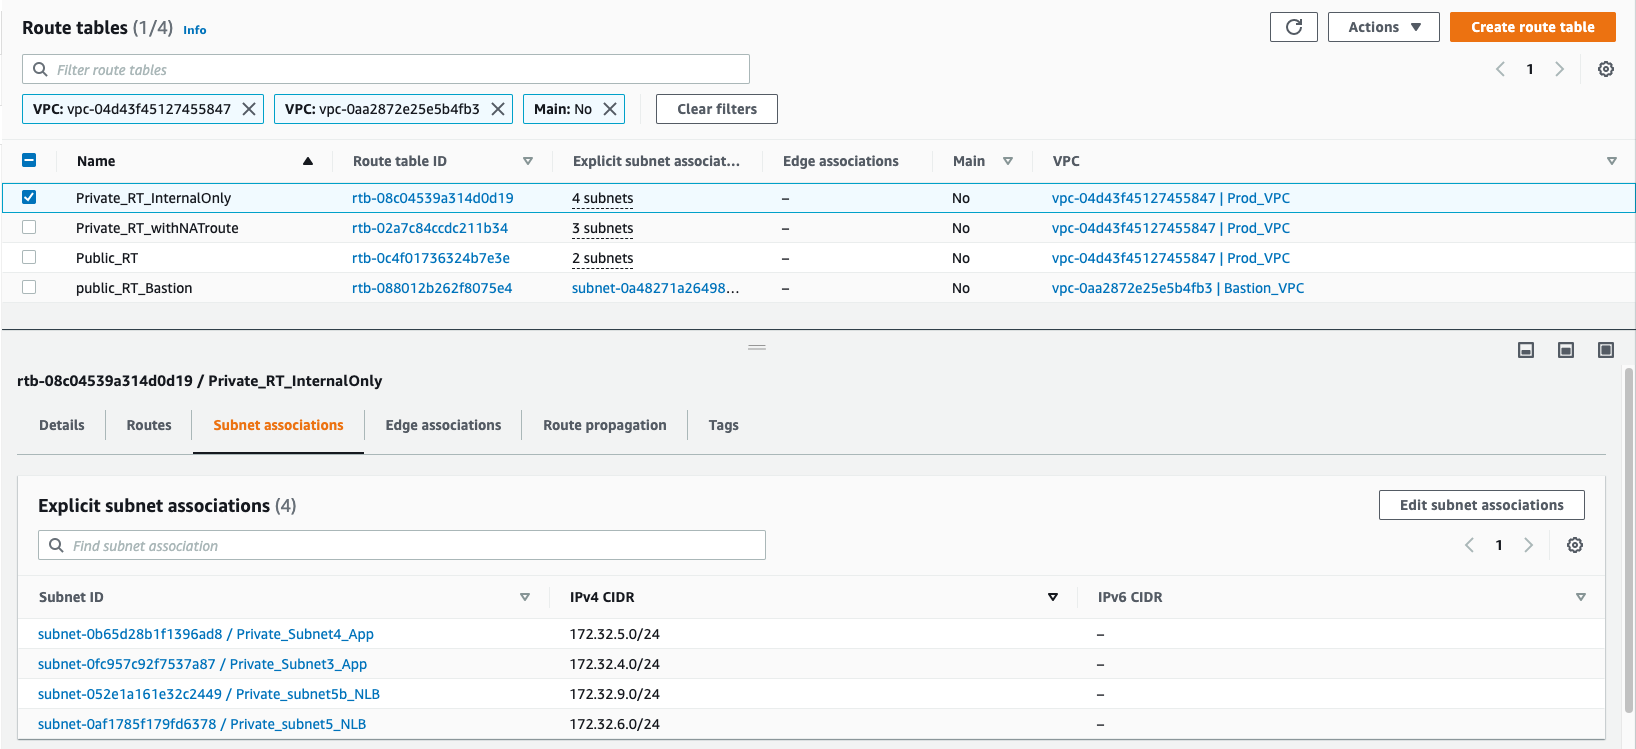 Route tables (1/4) Info Actions Create route table
Filter route tables 1
VPC: vpc-04d43f45127455847 VPC: vpc-0aa2872e25e5b4fb3 Main: No Clear filters
Name Route table ID Explicit subnet associat... Edge associations Main VPC
Private_RT_InternalOnly rtb-08c04539a314d0d19 4 subnets – No vpc-04d43f45127455847 | Prod_VPC
Private_RT_withNATroute rtb-02a7c84ccdc211b34 3 subnets – No vpc-04d43f45127455847 | Prod_VPC
Public_RT rtb-0c4f01736324b7e3e 2 subnets – No vpc-04d43f45127455847 | Prod_VPC
public_RT_Bastion rtb-088012b262f8075e4 subnet-0a48271a26498... – No vpc-0aa2872e25e5b4fb3 | Bastion_VPC
rtb-08c04539a314d0d19 / Private_RT_InternalOnly
Details Routes Subnet associations Edge associations Route propagation Tags
Explicit subnet associations (4) Edit subnet associations
Find subnet association 1
Subnet ID IPv4 CIDR IPv6 CIDR
subnet-0b65d28b1f1396ad8 / Private_Subnet4_App 172.32.5.0/24 –
subnet-0fc957c92f7537a87 / Private_Subnet3_App 172.32.4.0/24 –
subnet-052e1a161e32c2449 / Private_subnet5b_NLB 172.32.9.0/24 –
subnet-0af1785f179fd6378 / Private_subnet5_NLB 172.32.6.0/24 –